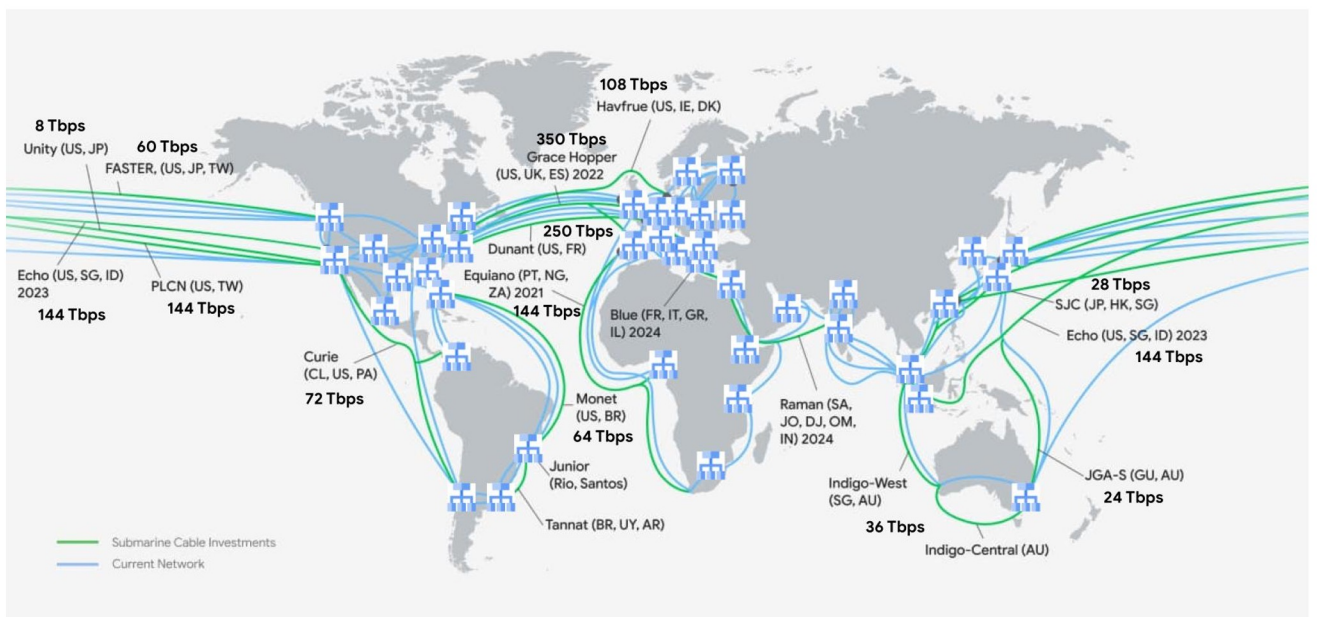 108 Tbps
Havfrue (US, IE, DK)
8 Tbps
Unity (US, JP)
60 Tbps
FASTER, (US, JP, TW)
350 Tbps
Grace Hopper
(US, UK, ES) 2022
250 Tbps
Dunant (US, FR)
Echo (US, SG, ID)
2023
144 Tbps
PLCN (US, TW)
144 Tbps
Equiano (PT, NG,
ZA) 2021
144 Tbps
Blue (FR, IT, GR,
IL) 2024
28 Tbps
SJC (JP, HK, SG)
Echo (US, SG, ID) 2023
144 Tbps
Curie
(CL, US, PA)
72 Tbps
Monet
(US, BR)
64 Tbps
Raman (SA,
JO, DJ, OM,
IN) 2024
Junior
(Rio, Santos)
Tannat (BR, UY, AR)
Indigo-West
(SG, AU)
36 Tbps
JGA-S (GU, AU)
24 Tbps
Indigo-Central (AU)
Submarine Cable Investments
Current Network